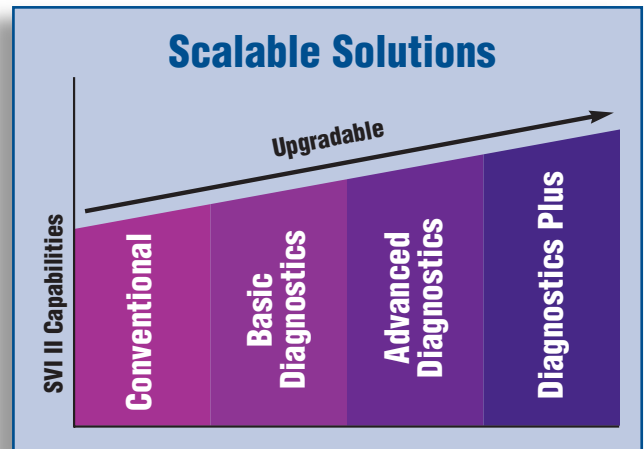 Scalable Solutions
Upgradable
SVI II Capabilities
Conventional
Basic
Diagnostics
Advanced
Diagnostics
Diagnostics Plus